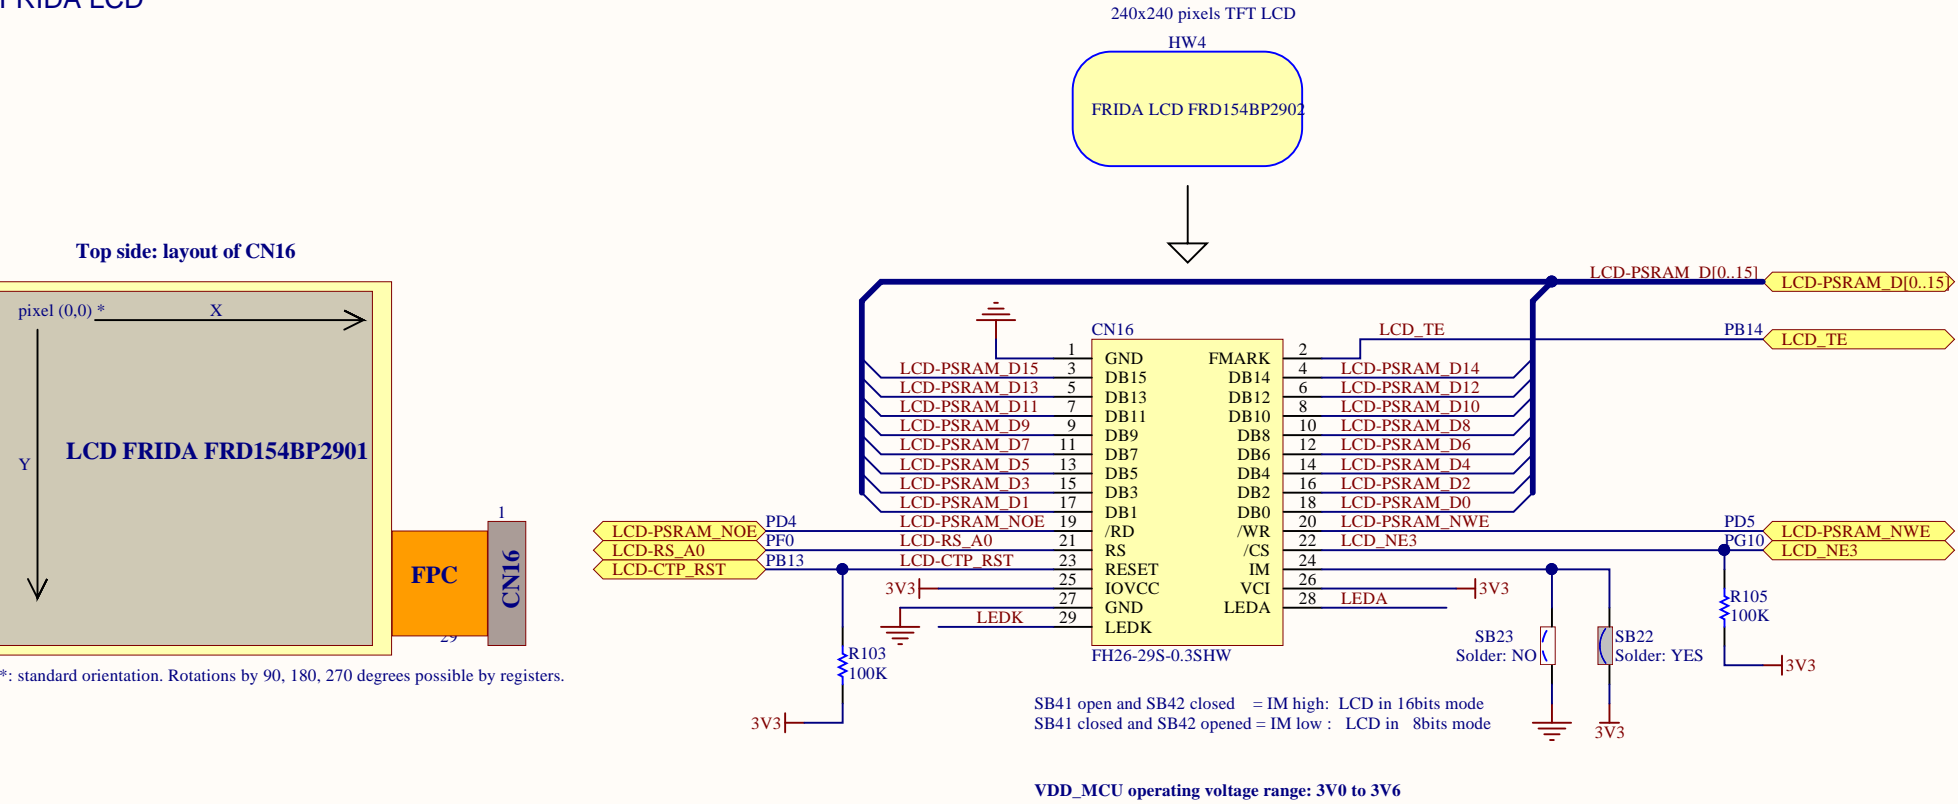 FRIDA LCD
240x240 pixels TFT LCD
HW4
FRIDA LCD FRD154BP2902
Top side: layout of CN16
pixel (0,0) *
X
Y
LCD FRIDA FRD154BP2901
FPC
CN16
1
29
*: standard orientation. Rotations by 90, 180, 270 degrees possible by registers.
LCD-PSRAM_D[0..15]
LCD-PSRAM_D[0..15]
CN16
LCD_TE
PB14
LCD_TE
1 GND FMARK 2
LCD-PSRAM_D15 3 DB15 DB14 4 LCD-PSRAM_D14
LCD-PSRAM_D13 5 DB13 DB12 6 LCD-PSRAM_D12
LCD-PSRAM_D11 7 DB11 DB10 8 LCD-PSRAM_D10
LCD-PSRAM_D9 9 DB9 DB8 10 LCD-PSRAM_D8
LCD-PSRAM_D7 11 DB7 DB6 12 LCD-PSRAM_D6
LCD-PSRAM_D5 13 DB5 DB4 14 LCD-PSRAM_D4
LCD-PSRAM_D3 15 DB3 DB2 16 LCD-PSRAM_D2
LCD-PSRAM_D1 17 DB1 DB0 18 LCD-PSRAM_D0
LCD-PSRAM_NOE PD4 LCD-PSRAM_NOE 19 /RD /WR 20 LCD-PSRAM_NWE PD5 LCD-PSRAM_NWE
LCD-RS_A0 PF0 LCD-RS_A0 21 RS /CS 22 LCD_NE3 PG10 LCD_NE3
LCD-CTP_RST PB13 LCD-CTP_RST 23 RESET IM 24
3V3 25 IOVCC VCI 26 3V3
27 GND LEDA 28 LEDA
LEDK 29 LEDK
FH26-29S-0.3SHW
R103
100K
3V3
SB23
Solder: NO
SB22
Solder: YES
3V3
R105
100K
3V3
SB41 open and SB42 closed = IM high: LCD in 16bits mode
SB41 closed and SB42 opened = IM low : LCD in 8bits mode
VDD_MCU operating voltage range: 3V0 to 3V6